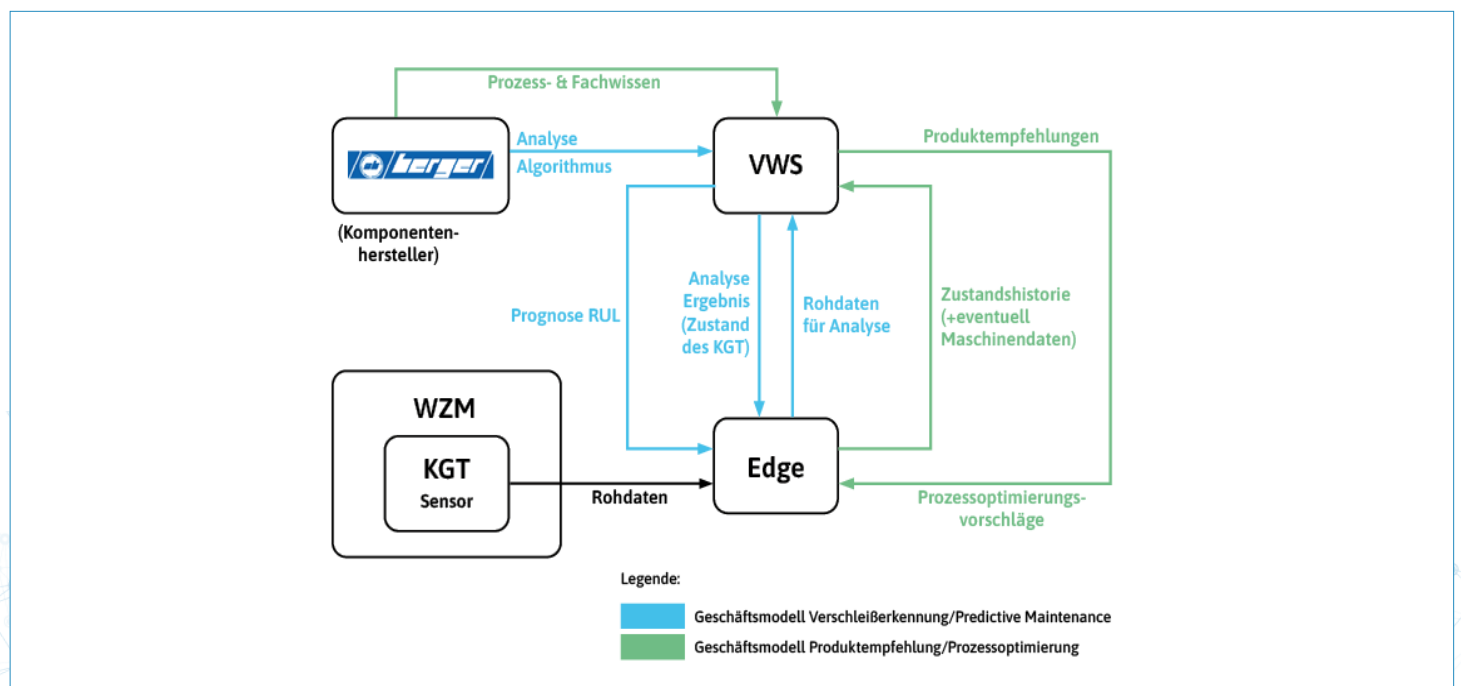 Prozess- & Fachwissen
berger
(Komponenten-
hersteller)
Analyse
Algorithmus
VWS
Produktempfehlungen
Prognose RUL
Analyse
Ergebnis
(Zustand
des KGT)
Rohdaten
für Analyse
Zustandshistorie
(+eventuell
Maschinendaten)
WZM
KGT
Sensor
Rohdaten
Edge
Prozessoptimierungs-
vorschläge
Legende:
Geschäftsmodell Verschleißerkennung/Predictive Maintenance
Geschäftsmodell Produktempfehlung/Prozessoptimierung